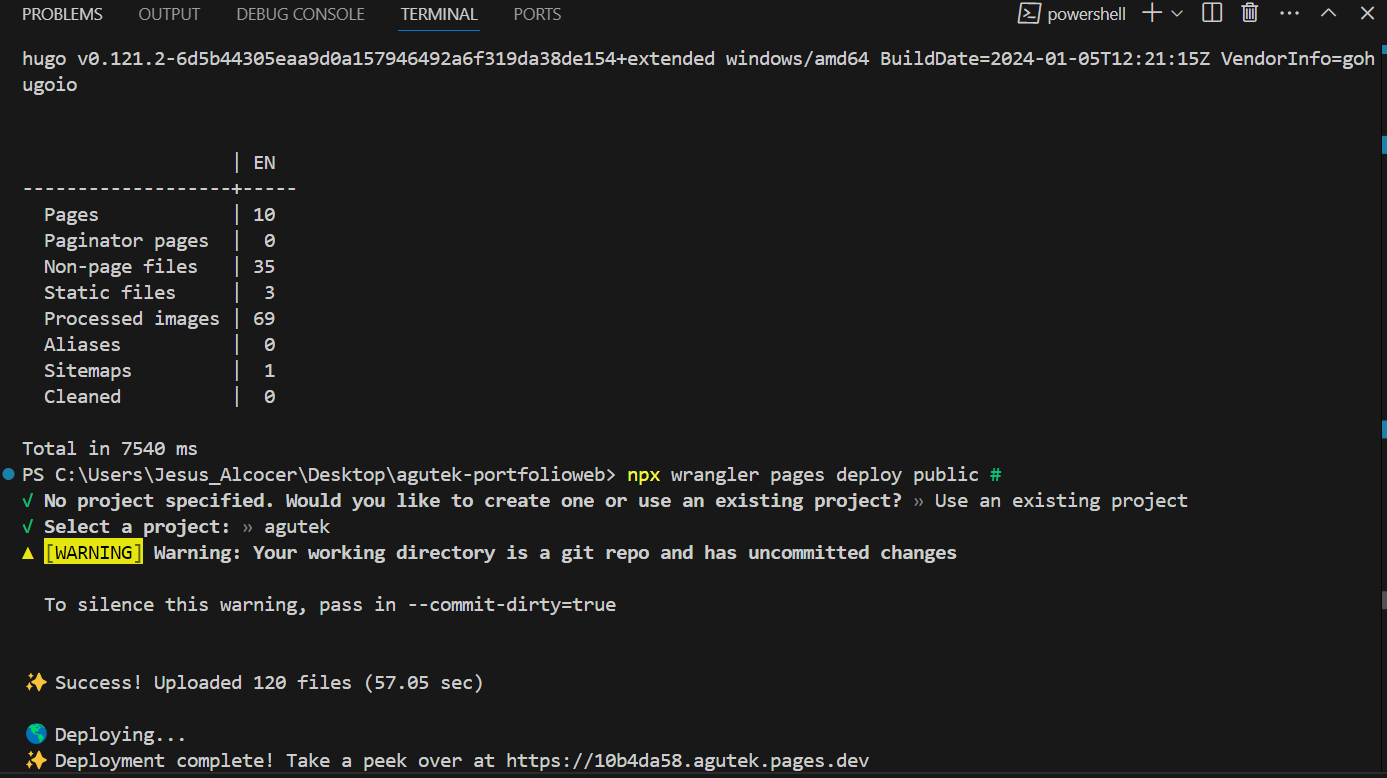 PROBLEMS OUTPUT DEBUG CONSOLE TERMINAL PORTS powershell
hugo v0.121.2-6d5b44305eaa9d0a157946492a6f319da38de154+extended windows/amd64 BuildDate=2024-01-05T12:21:15Z VendorInfo=goh
ugoio
                   | EN
-------------------+-----
  Pages            | 10
  Paginator pages  |  0
  Non-page files   | 35
  Static files     |  3
  Processed images | 69
  Aliases          |  0
  Sitemaps         |  1
  Cleaned          |  0
Total in 7540 ms
PS C:\Users\Jesus_Alcocer\Desktop\agutek-portfolioweb> npx wrangler pages deploy public #
√ No project specified. Would you like to create one or use an existing project? » Use an existing project
√ Select a project: » agutek
▲ [WARNING] Warning: Your working directory is a git repo and has uncommitted changes
  To silence this warning, pass in --commit-dirty=true
✨ Success! Uploaded 120 files (57.05 sec)
🌎 Deploying...
✨ Deployment complete! Take a peek over at https://10b4da58.agutek.pages.dev